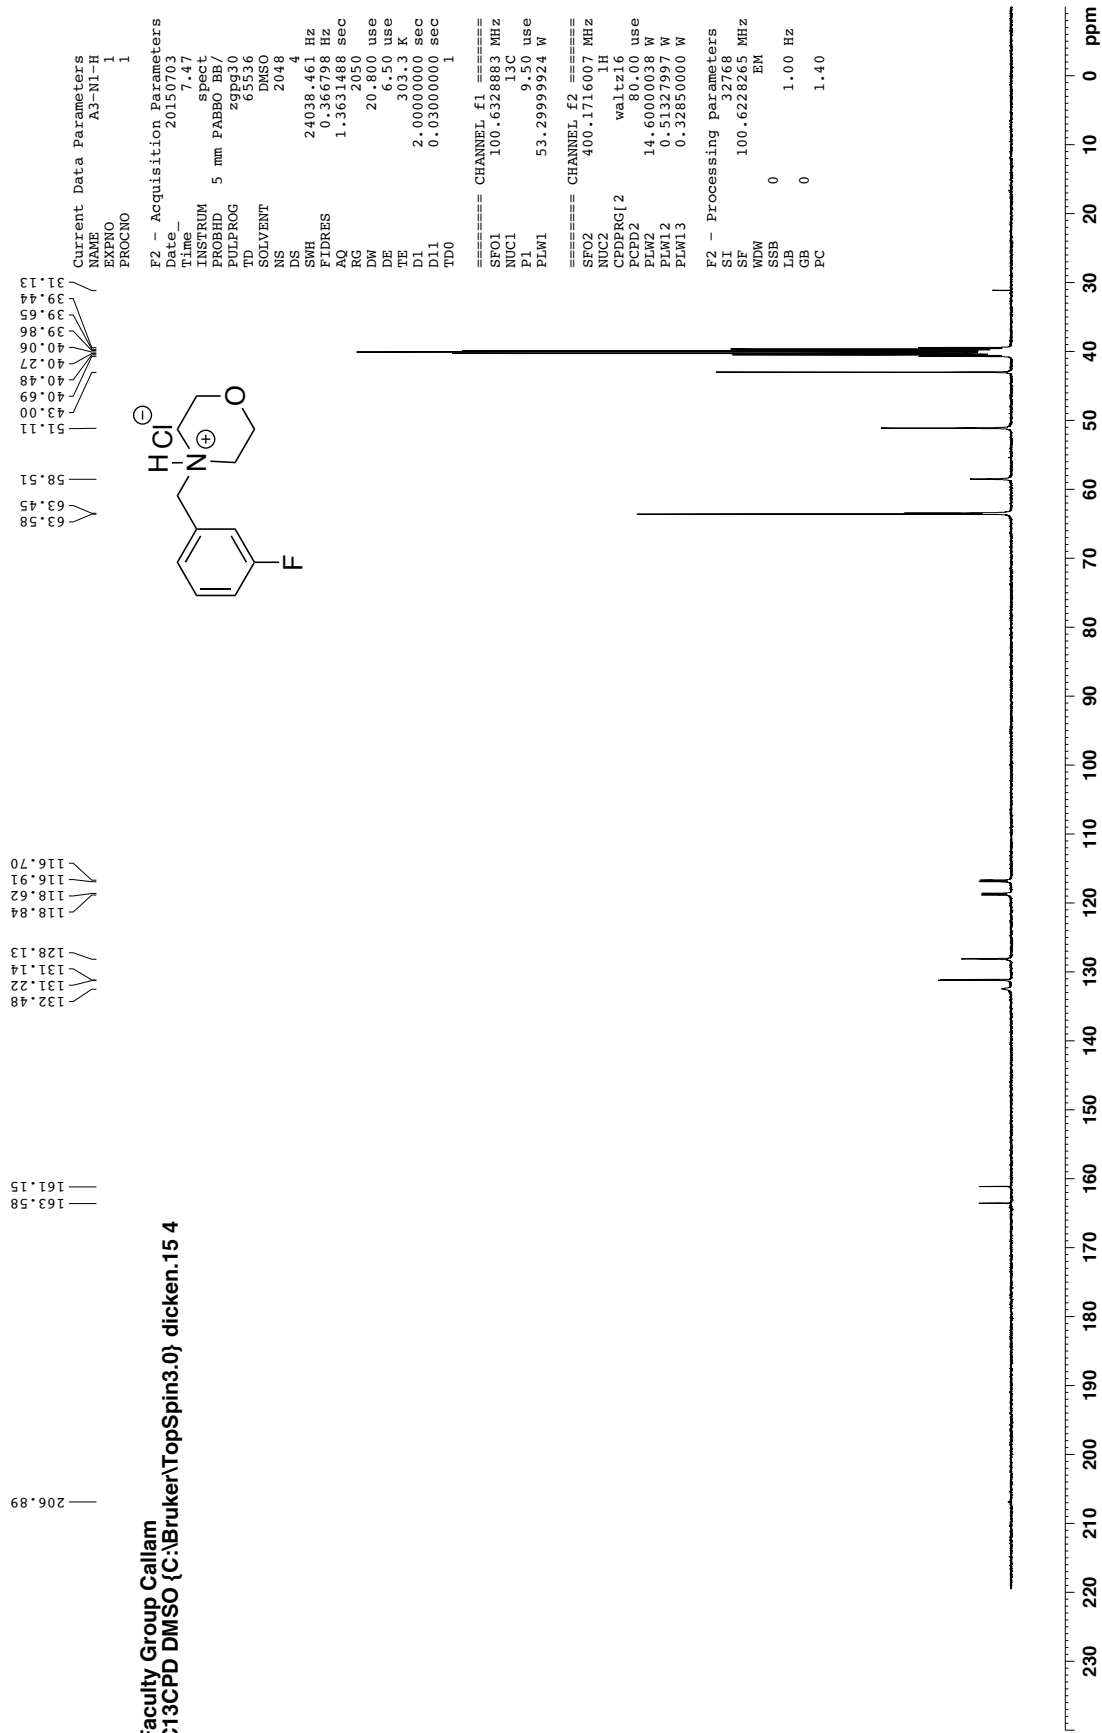 Faculty Group Callam
C13CPD DMSO {C:\Bruker\TopSpin3.0} dicken.15 4
206.89
163.58
161.15
132.48
131.22
131.14
128.13
118.84
118.62
116.91
116.70
63.58
63.45
58.51
51.11
43.00
40.69
40.48
40.27
40.06
39.86
39.65
39.44
31.13
F
H
N
+
Cl
−
O
Current Data Parameters
NAME A3-N1-H
EXPNO 1
PROCNO 1
F2 - Acquisition Parameters
Date_ 20150703
Time 7.47
INSTRUM spect
PROBHD 5 mm PABBO BB/
PULPROG zgpg30
TD 65536
SOLVENT DMSO
NS 2048
DS 4
SWH 24038.461 Hz
FIDRES 0.366798 Hz
AQ 1.3631488 sec
RG 2050
DW 20.800 use
DE 6.50 use
TE 303.3 K
D1 2.00000000 sec
D11 0.03000000 sec
TD0 1
======== CHANNEL f1 ========
SFO1 100.6328883 MHz
NUC1 13C
P1 9.50 use
PLW1 53.29999924 W
======== CHANNEL f2 ========
SFO2 400.1716007 MHz
NUC2 1H
CPDPRG[2 waltz16
PCPD2 80.00 use
PLW2 14.60000038 W
PLW12 0.51327997 W
PLW13 0.32850000 W
F2 - Processing parameters
SI 32768
SF 100.6228265 MHz
WDW EM
SSB 0
LB 1.00 Hz
GB 0
PC 1.40
230 220 210 200 190 180 170 160 150 140 130 120 110 100 90 80 70 60 50 40 30 20 10 0 ppm